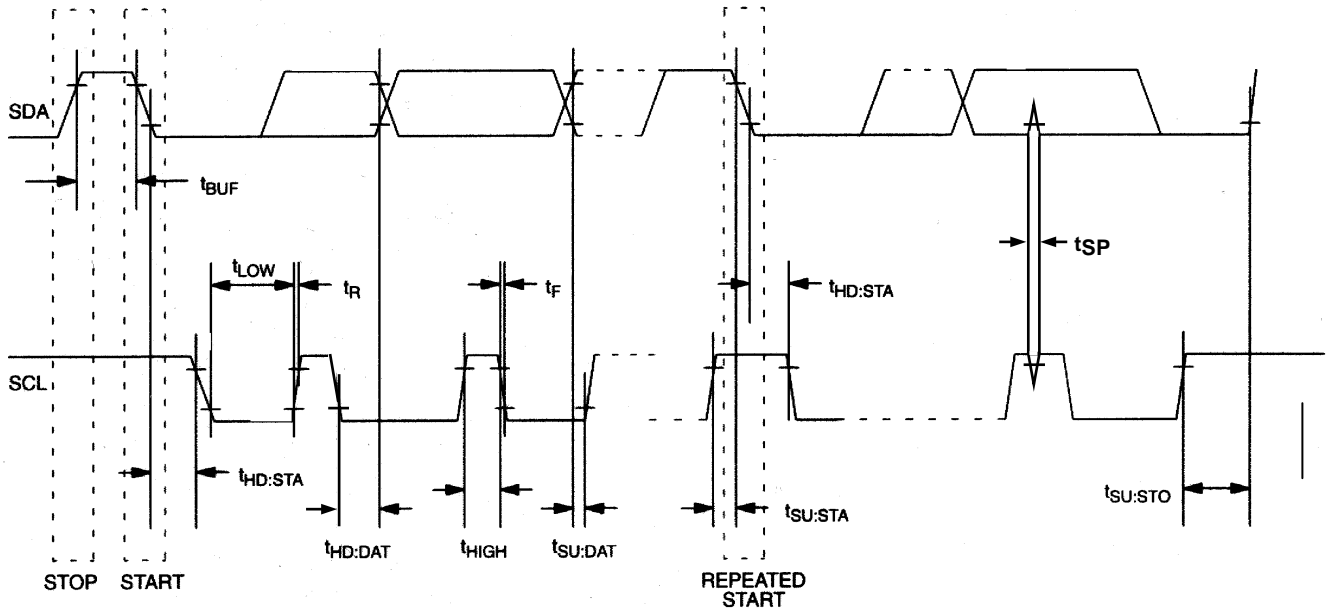 SDA
tBUF
tSP
tLOW
tR
tF
tHD:STA
SCL
tHD:STA
tSU:STO
tSU:STA
tHD:DAT
tHIGH
tSU:DAT
STOP
START
REPEATED
START